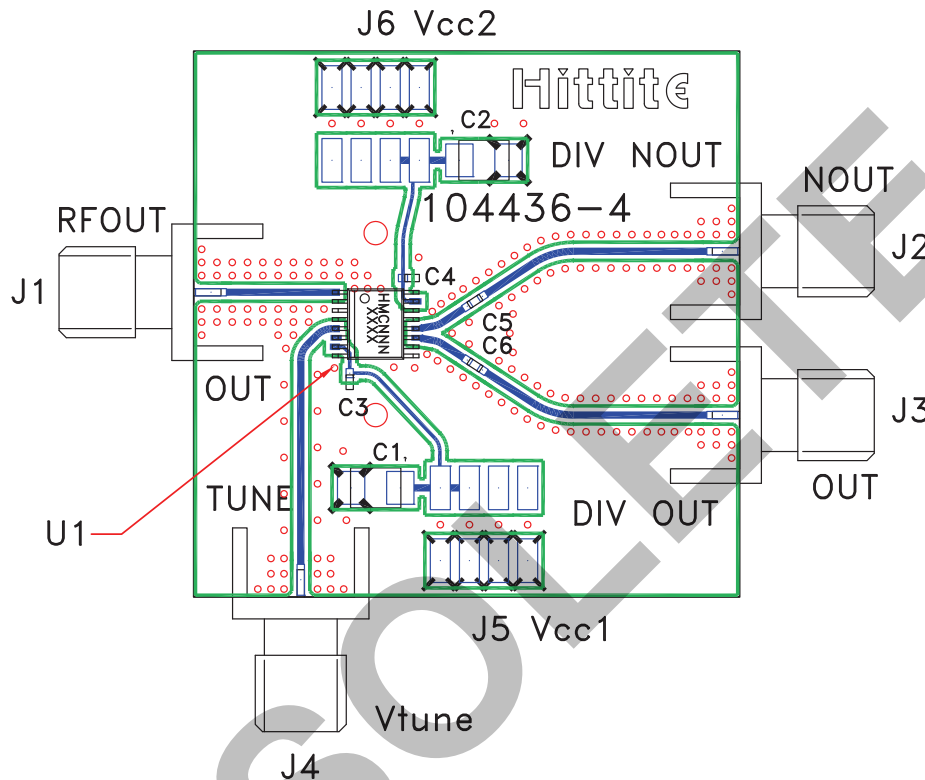 J6 Vcc2
Hittite
C2
DIV NOUT
NOUT
104436-4
RFOUT
J2
J1
C4
HMCNNN
XXXX
C5
C6
OUT
C3
J3
C1
TUNE
OUT
DIV OUT
U1
J5 Vcc1
Vtune
J4
SOLETE